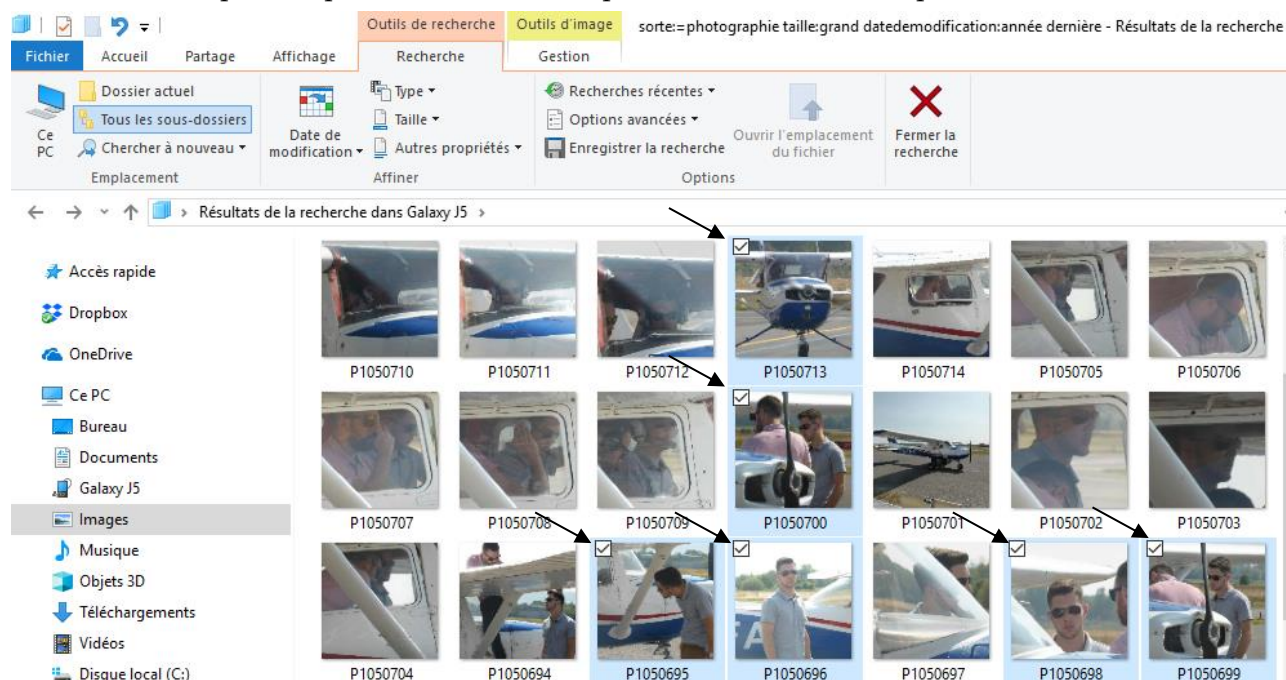 Outils de recherche
Outils d'image
sorte:=photographie taille:grand datedemodification:année dernière - Résultats de la recherche
Fichier
Accueil
Partage
Affichage
Recherche
Gestion
Ce
PC
Dossier actuel
Tous les sous-dossiers
Chercher à nouveau
Emplacement
Date de
modification
Type
Taille
Autres propriétés
Affiner
Recherches récentes
Options avancées
Enregistrer la recherche
Ouvrir l'emplacement
du fichier
Options
Fermer la
recherche
Résultats de la recherche dans Galaxy J5
Accès rapide
Dropbox
OneDrive
Ce PC
Bureau
Documents
Galaxy J5
Images
Musique
Objets 3D
Téléchargements
Vidéos
Disque local (C:)
P1050710 P1050711 P1050712 P1050713 P1050714 P1050705 P1050706
P1050707 P1050708 P1050709 P1050700 P1050701 P1050702 P1050703
P1050704 P1050694 P1050695 P1050696 P1050697 P1050698 P1050699